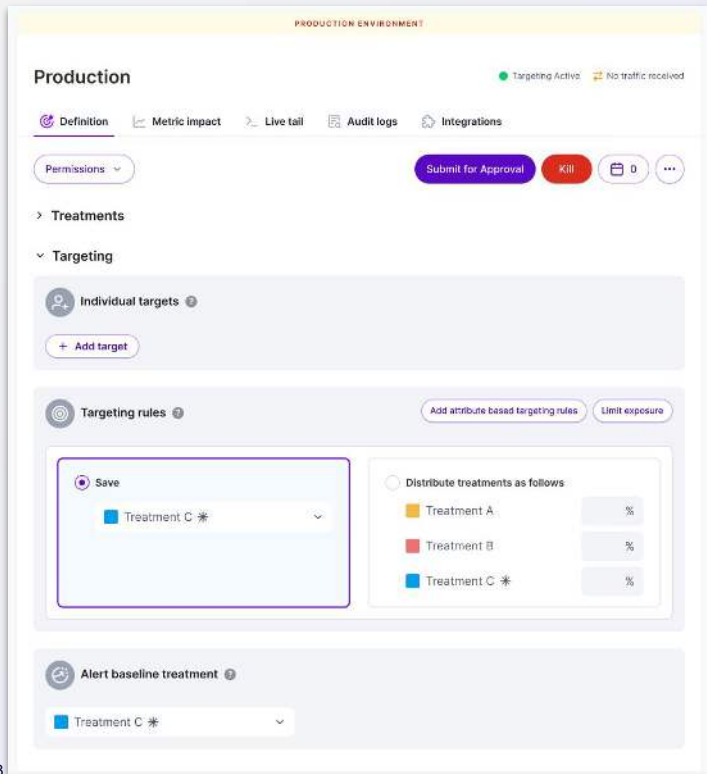 PRODUCTION ENVIRONMENT
Production
Targeting Active No traffic received
Definition Metric impact Live tail Audit logs Integrations
Permissions Submit for Approval Kill 0 ...
Treatments
Targeting
Individual targets ?
+ Add target
Targeting rules ? Add attribute based targeting rules Limit exposure
Save
Treatment C ✳
Distribute treatments as follows
Treatment A %
Treatment B %
Treatment C ✳ %
Alert baseline treatment ?
Treatment C ✳